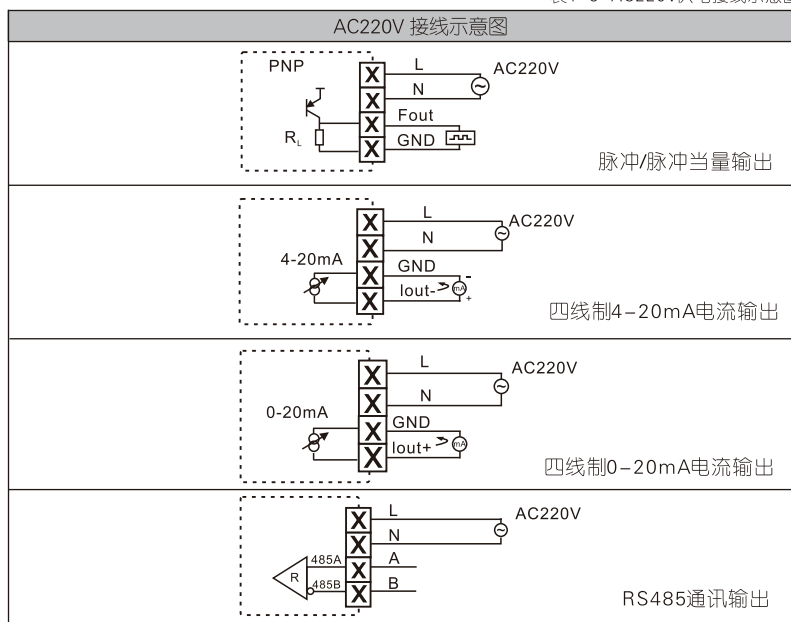 AC220V 接线示意图
PNP
L
AC220V
N
Fout
RL
GND
脉冲/脉冲当量输出
L
AC220V
N
4-20mA
GND
-
Iout-
mA
+
四线制4-20mA电流输出
L
AC220V
N
0-20mA
GND
Iout+
mA
四线制0-20mA电流输出
L
AC220V
N
485A
A
R
485B
B
RS485通讯输出